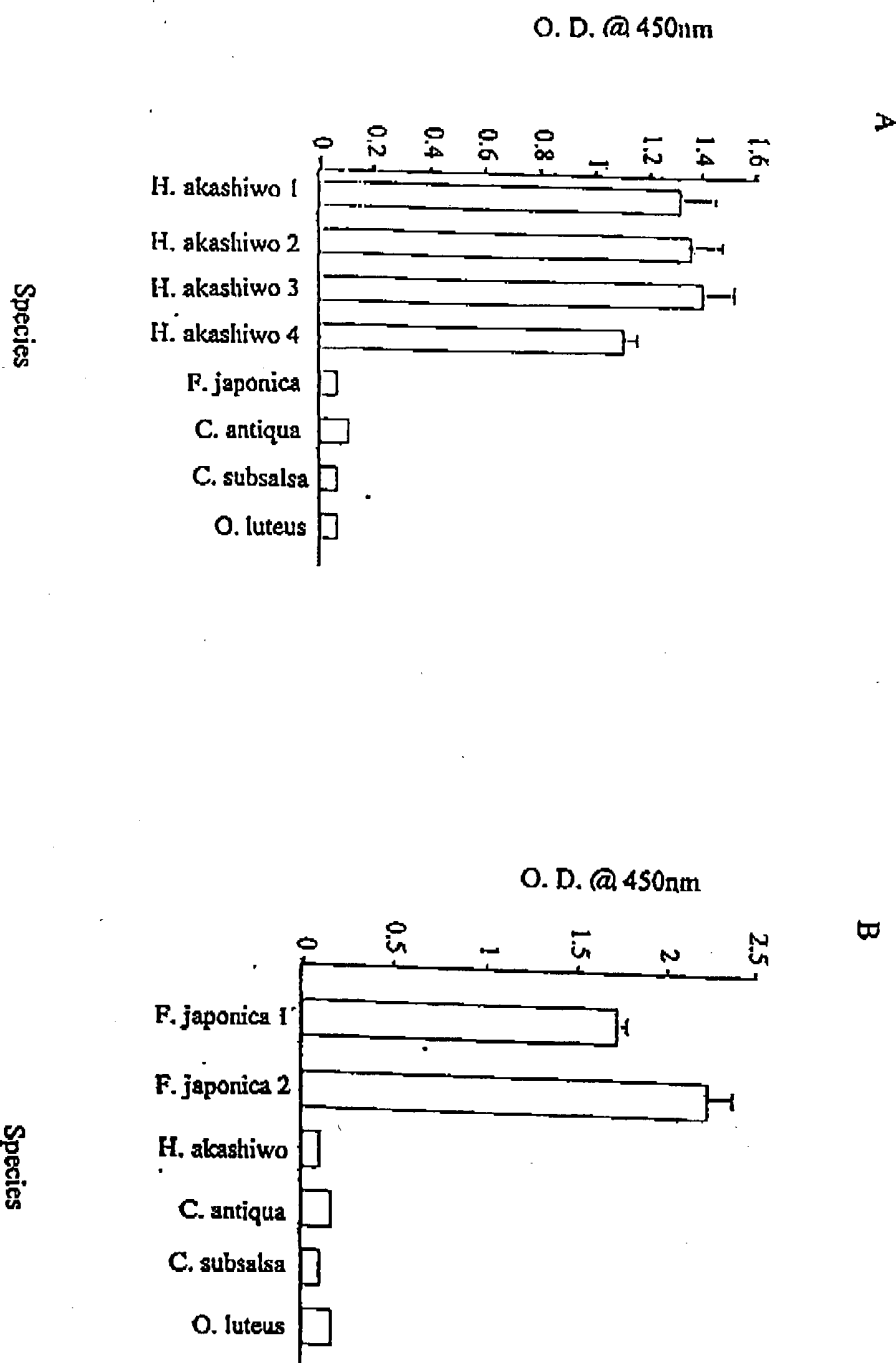 A
O. D. @ 450nm
0
0.2
0.4
0.6
0.8
1
1.2
1.4
1.6
H. akashiwo 1
H. akashiwo 2
H. akashiwo 3
H. akashiwo 4
F. japonica
C. antiqua
C. subsalsa
O. luteus
Species
B
O. D. @ 450nm
0
0.5
1
1.5
2
2.5
F. japonica 1
F. japonica 2
H. akashiwo
C. antiqua
C. subsalsa
O. luteus
Species